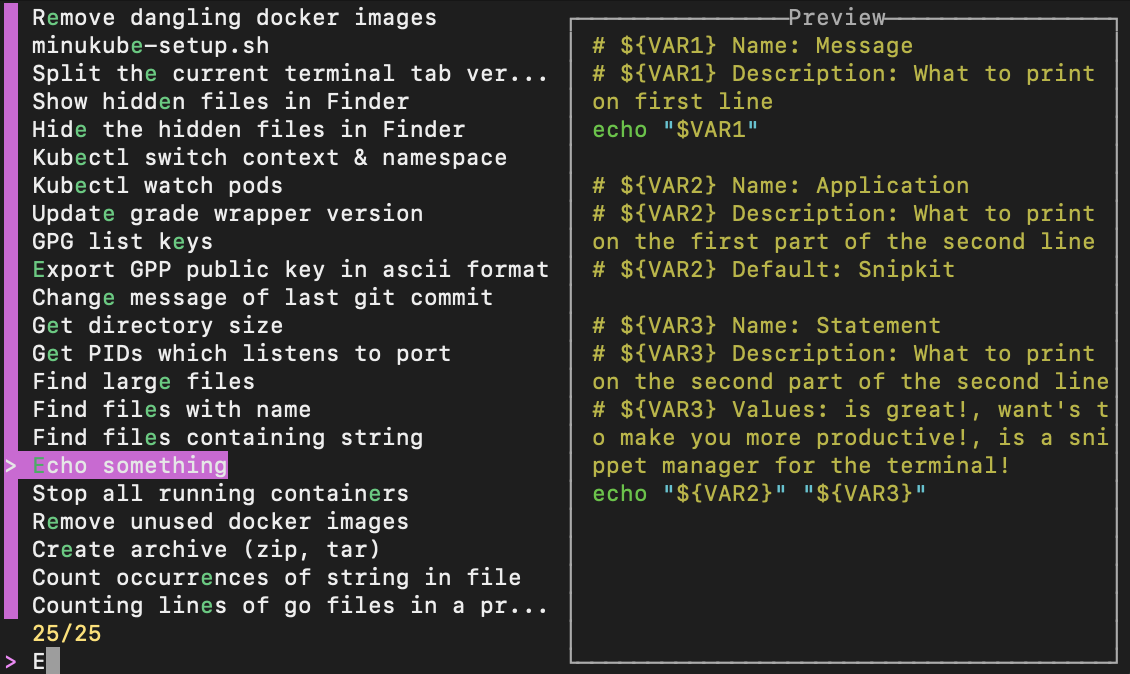 Remove dangling docker images
minukube-setup.sh
Split the current terminal tab ver...
Show hidden files in Finder
Hide the hidden files in Finder
Kubectl switch context & namespace
Kubectl watch pods
Update grade wrapper version
GPG list keys
Export GPP public key in ascii format
Change message of last git commit
Get directory size
Get PIDs which listens to port
Find large files
Find files with name
Find files containing string
> Echo something
Stop all running containers
Remove unused docker images
Create archive (zip, tar)
Count occurrences of string in file
Counting lines of go files in a pr...
25/25
> E
Preview
# ${VAR1} Name: Message
# ${VAR1} Description: What to print
on first line
echo "$VAR1"
# ${VAR2} Name: Application
# ${VAR2} Description: What to print
on the first part of the second line
# ${VAR2} Default: Snipkit
# ${VAR3} Name: Statement
# ${VAR3} Description: What to print
on the second part of the second line
# ${VAR3} Values: is great!, want's t
o make you more productive!, is a sni
ppet manager for the terminal!
echo "${VAR2}" "${VAR3}"